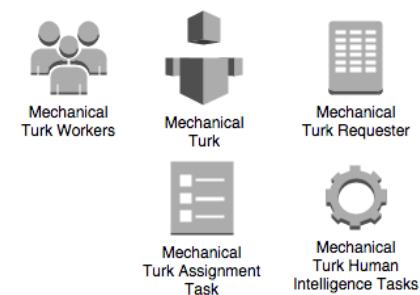 Mechanical
Turk Workers
Mechanical
Turk
Mechanical
Turk Requester
Mechanical
Turk Assignment
Task
Mechanical
Turk Human
Intelligence Tasks